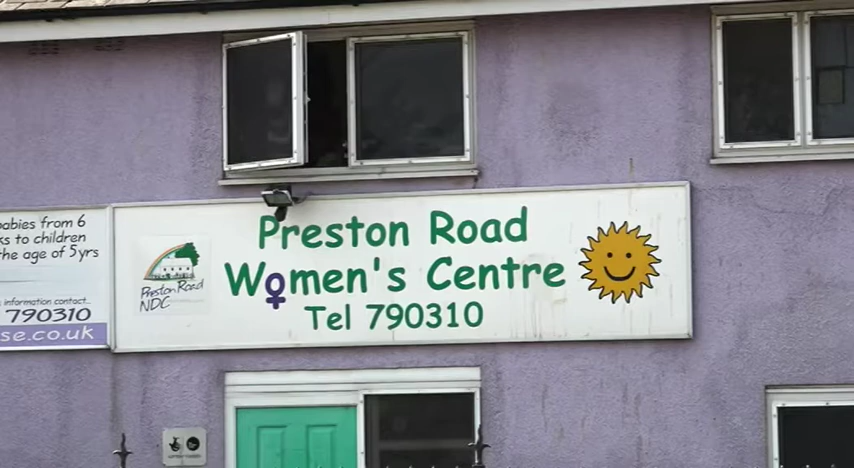 babies from 6
ks to children
the age of 5yrs
information contact..
790310
se.co.uk
Preston Road
NDC
Preston Road
Women's Centre
Tel 790310